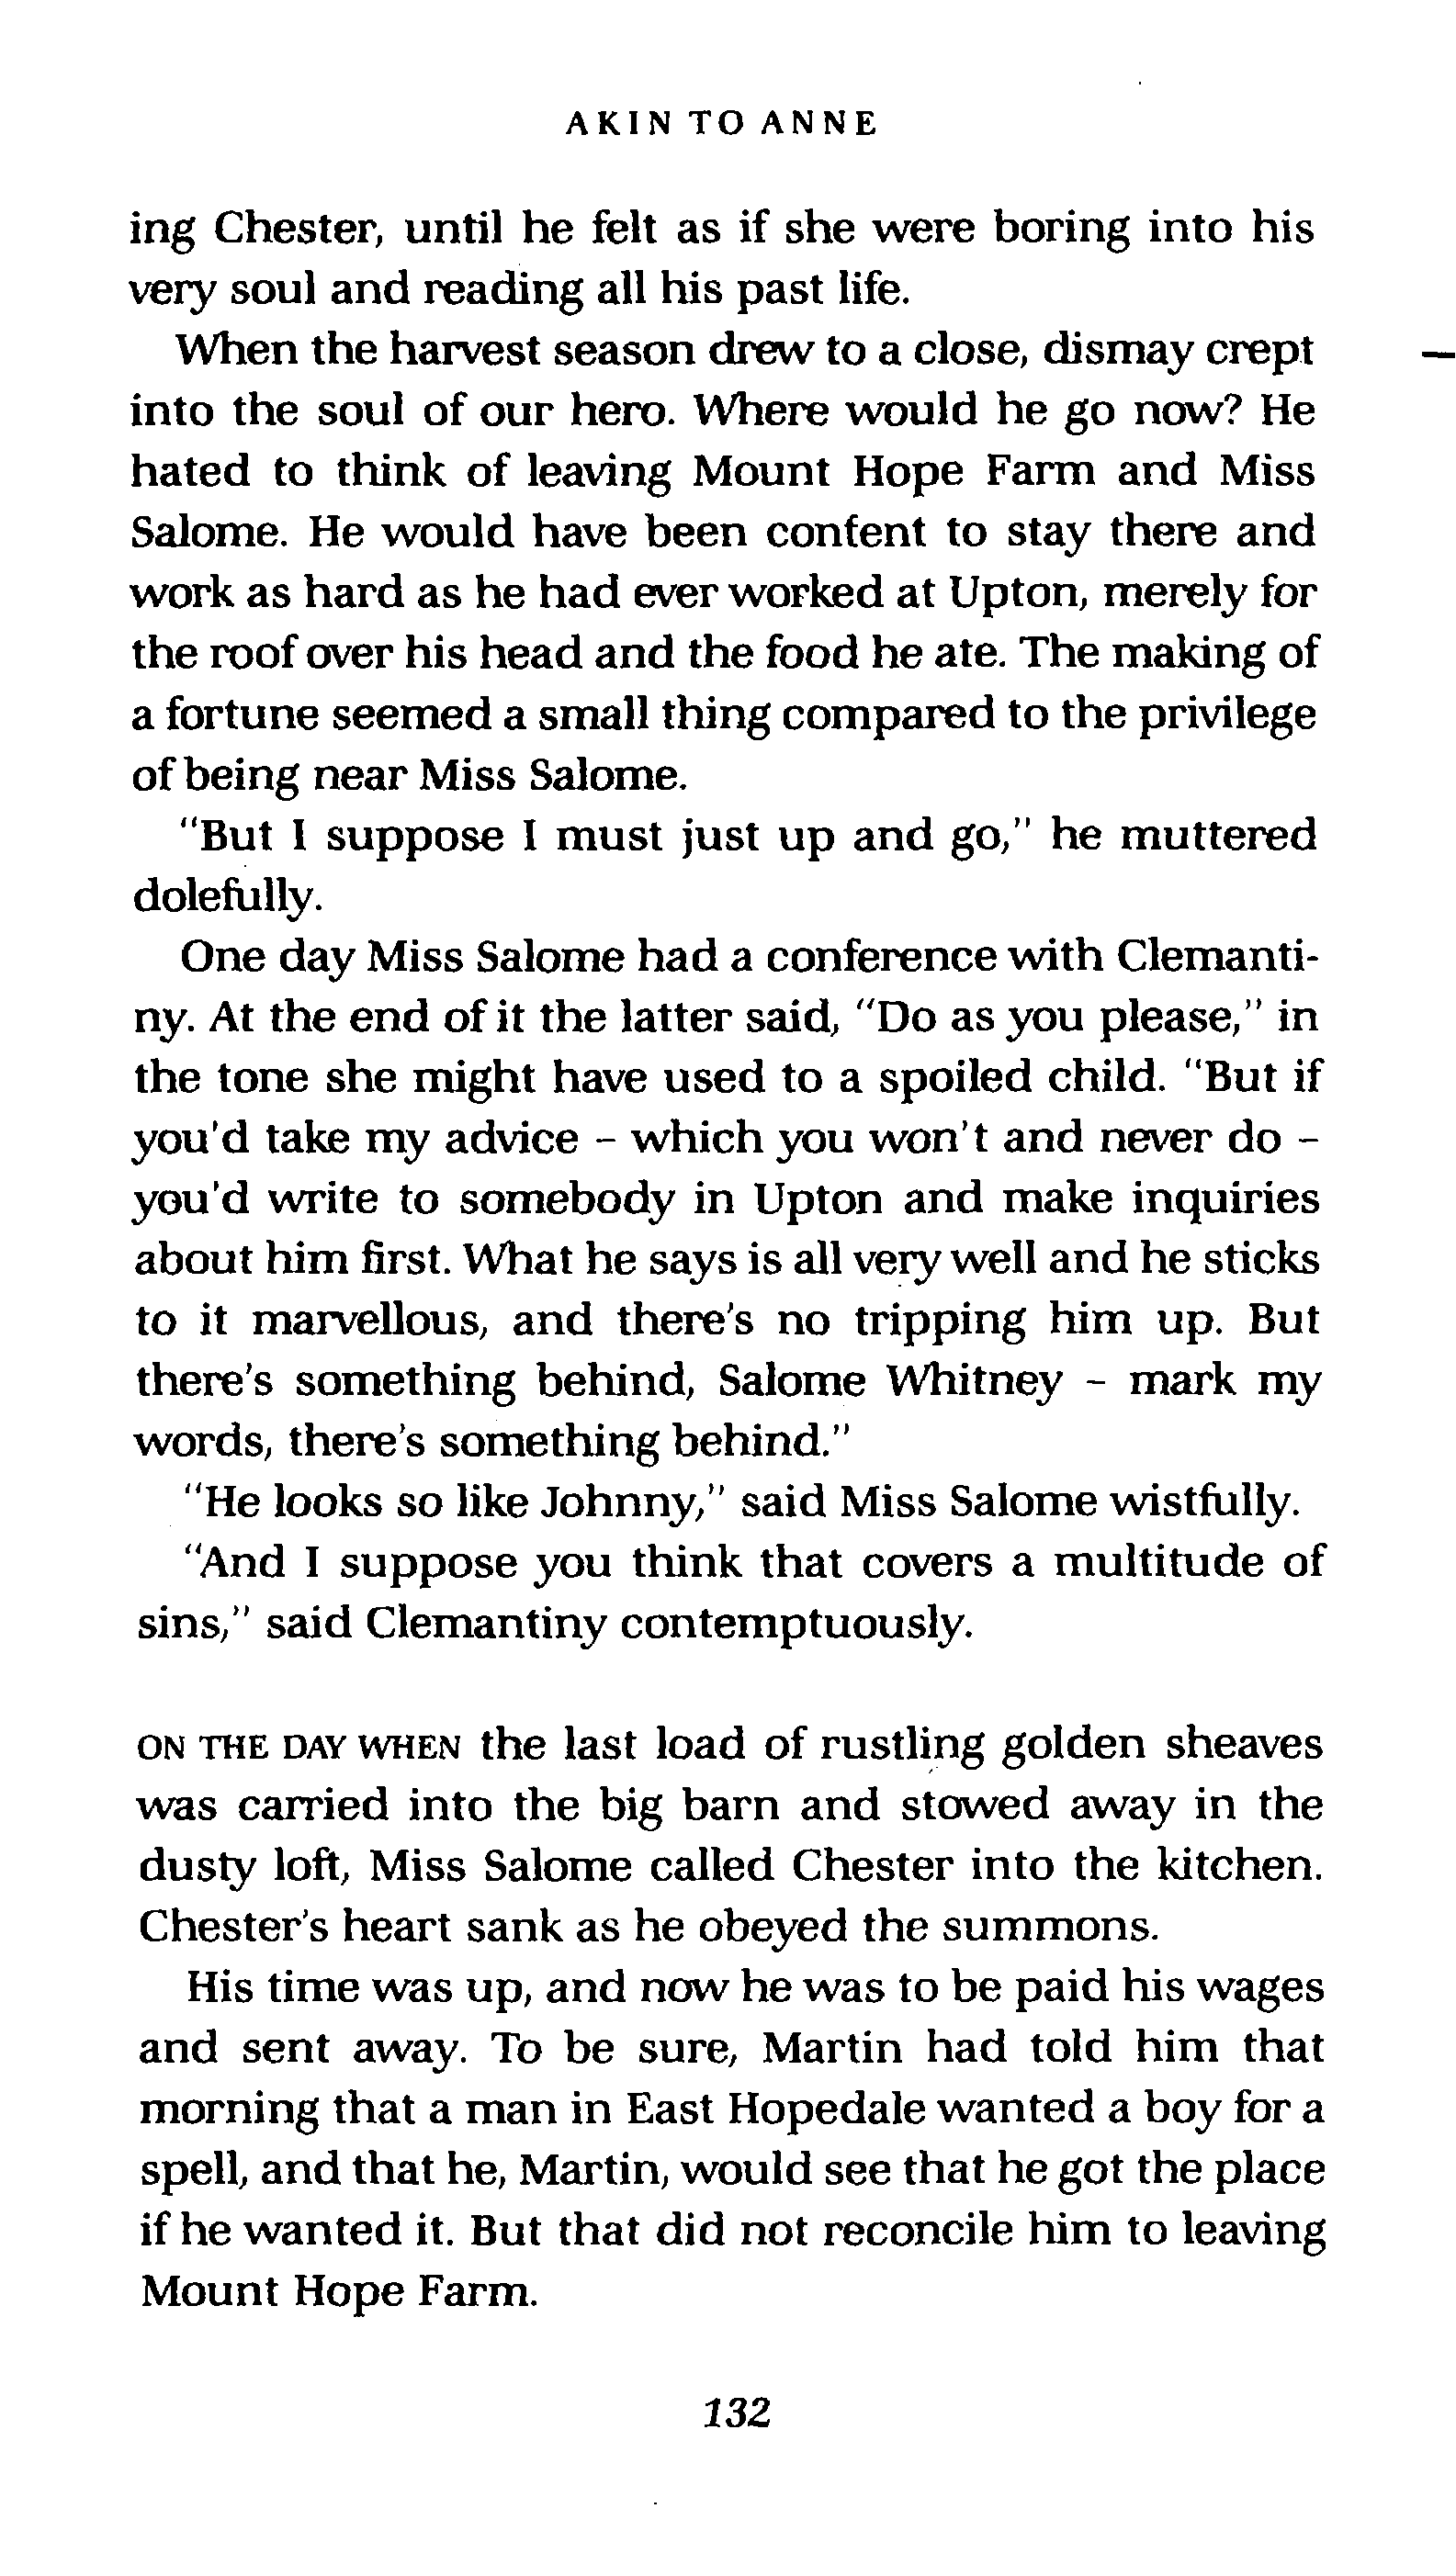 AKIN TO ANNE
ing Chester, until he felt as if she were boring into his
very soul and reading all his past life.
When the harvest season drew to a close, dismay crept
into the soul of our hero. Where would he go now? He
hated to think of leaving Mount Hope Farm and Miss
Salome. He would have been content to stay there and
work as hard as he had ever worked at Upton, merely for
the roof over his head and the food he ate. The making of
a fortune seemed a small thing compared to the privilege
of being near Miss Salome.
"But I suppose I must just up and go," he muttered
dolefully.
One day Miss Salome had a conference with Clemanti-
ny. At the end of it the latter said, "Do as you please," in
the tone she might have used to a spoiled child. "But if
you'd take my advice – which you won't and never do –
you'd write to somebody in Upton and make inquiries
about him first. What he says is all very well and he sticks
to it marvellous, and there's no tripping him up. But
there's something behind, Salome Whitney – mark my
words, there's something behind."
"He looks so like Johnny," said Miss Salome wistfully.
"And I suppose you think that covers a multitude of
sins," said Clemantiny contemptuously.
ON THE DAY WHEN the last load of rustling golden sheaves
was carried into the big barn and stowed away in the
dusty loft, Miss Salome called Chester into the kitchen.
Chester's heart sank as he obeyed the summons.
His time was up, and now he was to be paid his wages
and sent away. To be sure, Martin had told him that
morning that a man in East Hopedale wanted a boy for a
spell, and that he, Martin, would see that he got the place
if he wanted it. But that did not reconcile him to leaving
Mount Hope Farm.
132